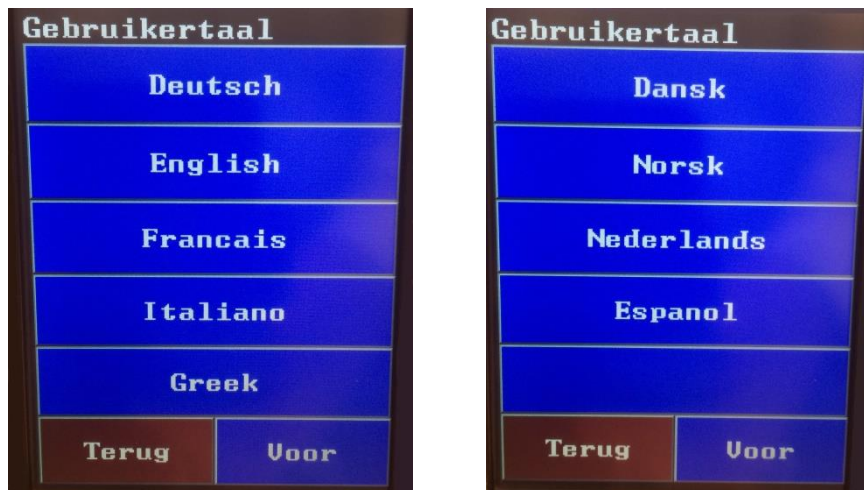 Gebruikertaal
Deutsch
English
Francais
Italiano
Greek
Terug Voor
Gebruikertaal
Dansk
Norsk
Nederlands
Espanol
Terug Voor